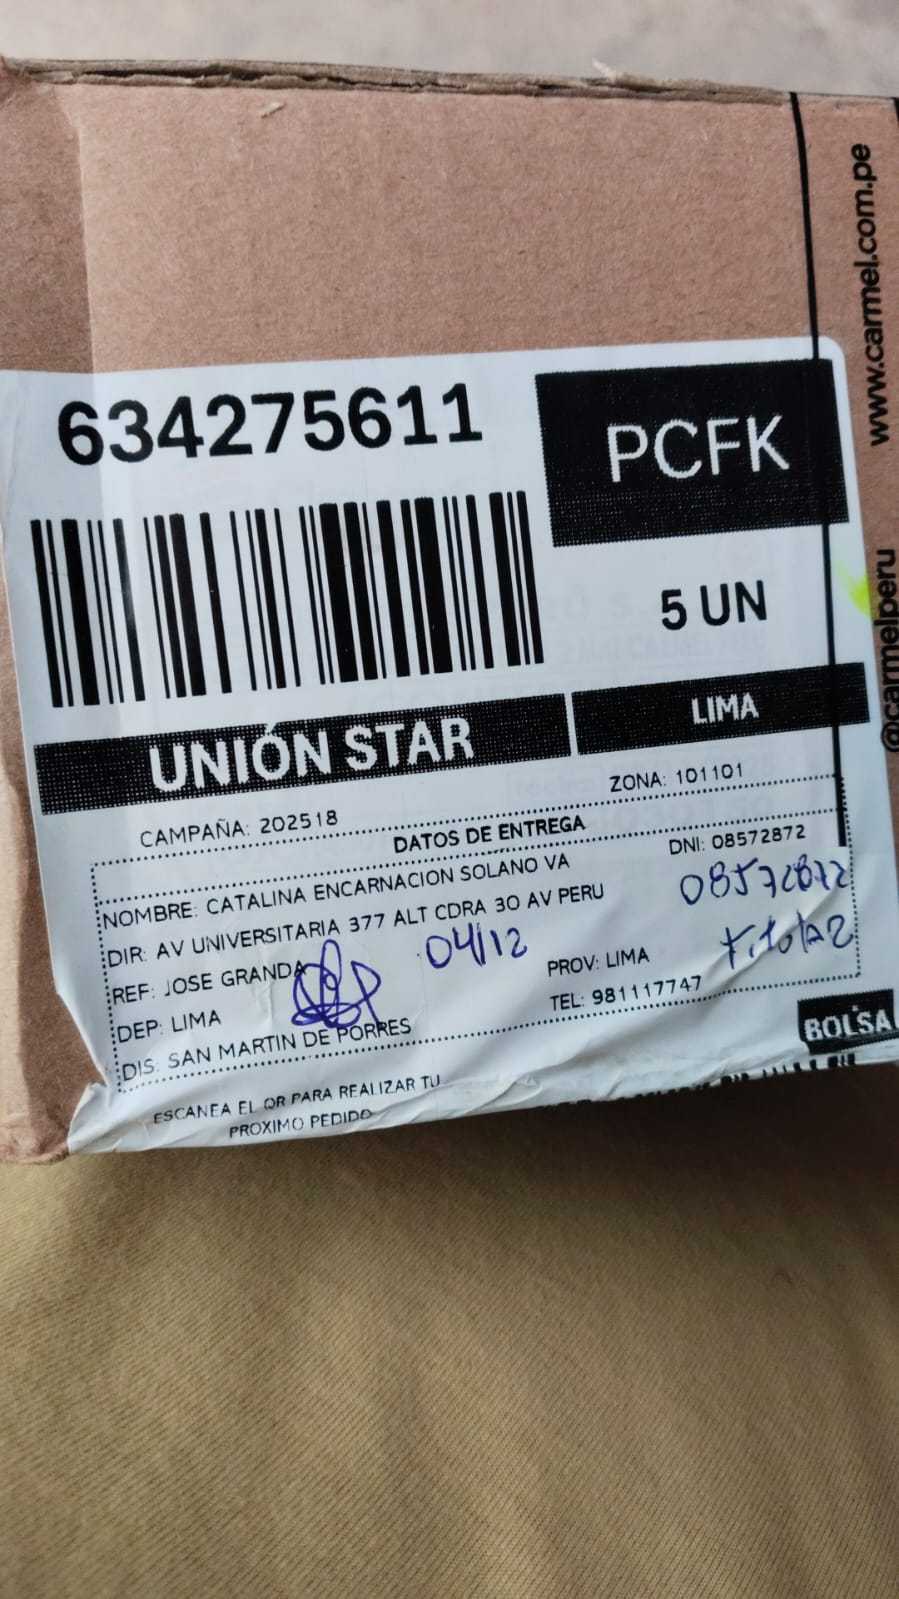 www.carmel.com.pe
@carmelperu
634275611
PCFK
5 UN
UNIÓN STAR
LIMA
CAMPAÑA: 202518
ZONA: 101101
DATOS DE ENTREGA
NOMBRE: CATALINA ENCARNACION SOLANO VA
DNI: 08572872
08572872
DIR: AV UNIVERSITARIA 377 ALT CDRA 30 AV PERU
REF: JOSE GRANDA
04/12
Titular
DEP: LIMA
PROV: LIMA
DIS: SAN MARTIN DE PORRES
TEL: 981117747
BOLSA
ESCANEA EL QR PARA REALIZAR TU
PROXIMO PEDIDO